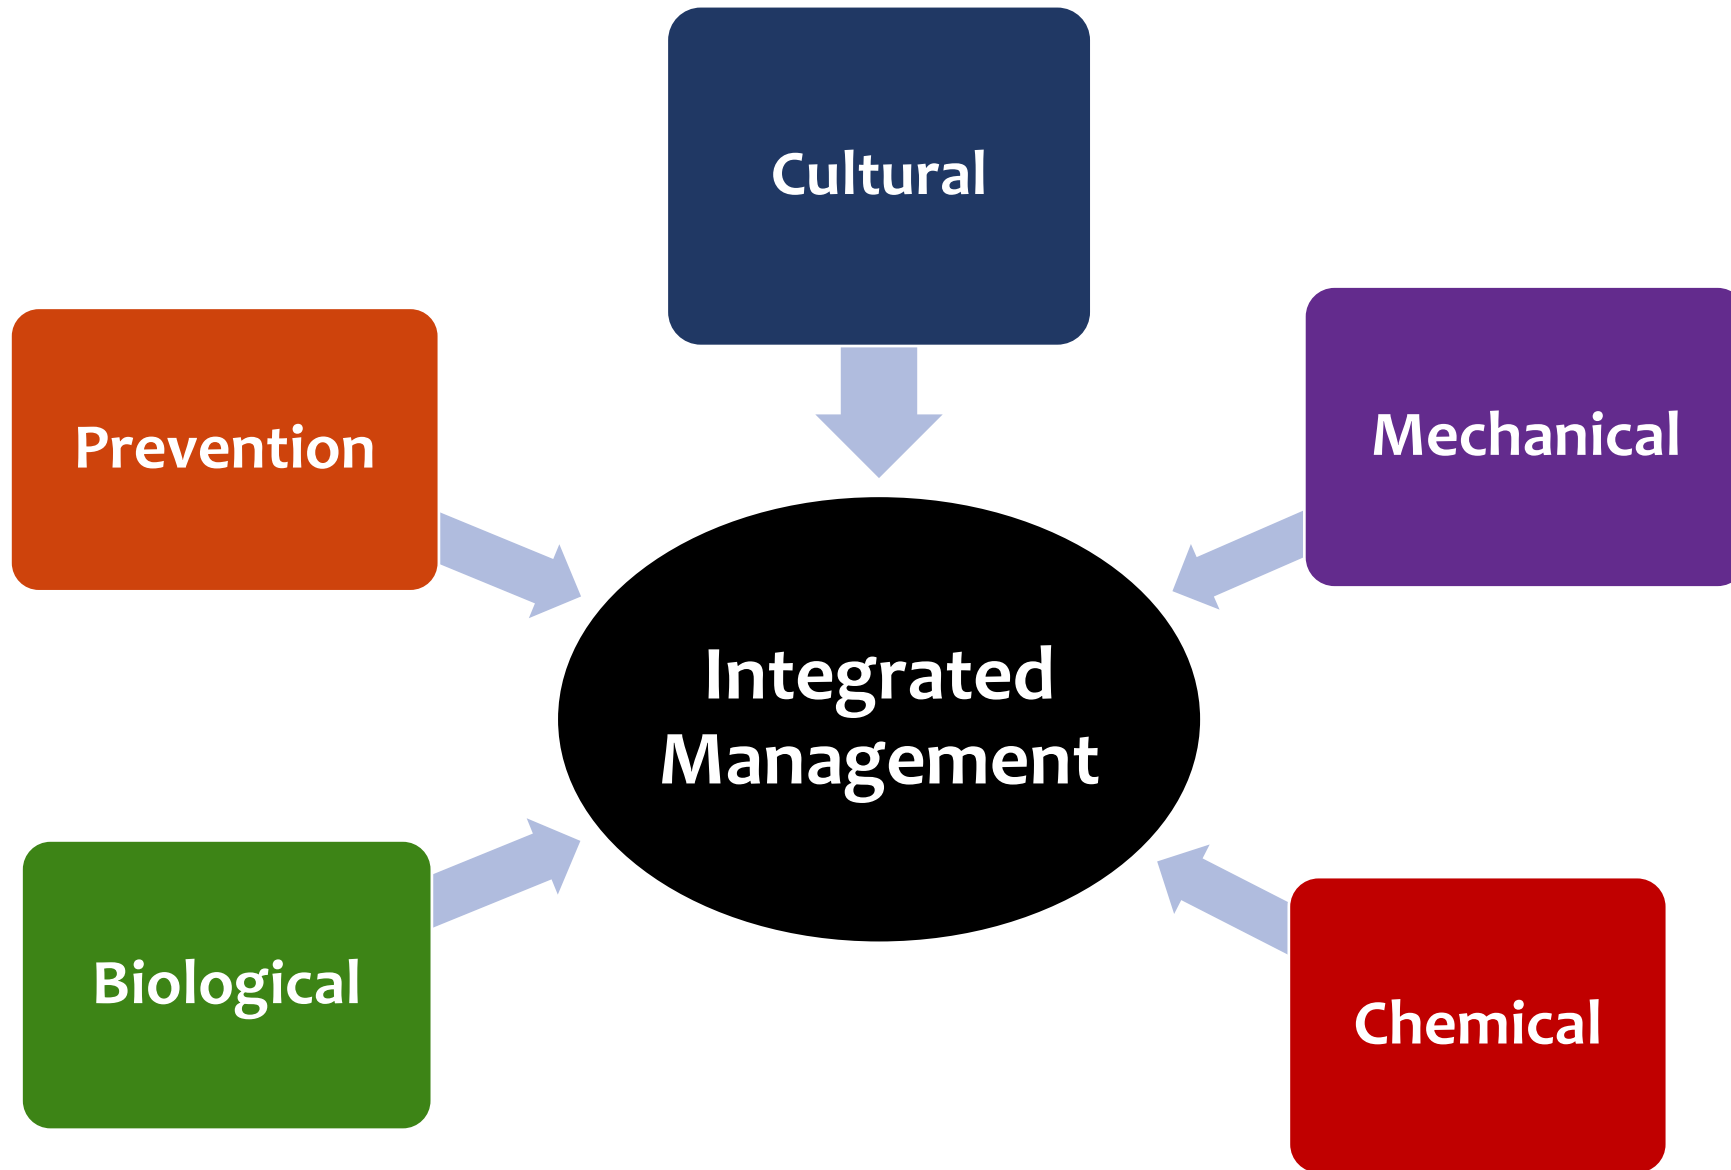 Cultural
Prevention
Mechanical
Integrated
Management
Biological
Chemical